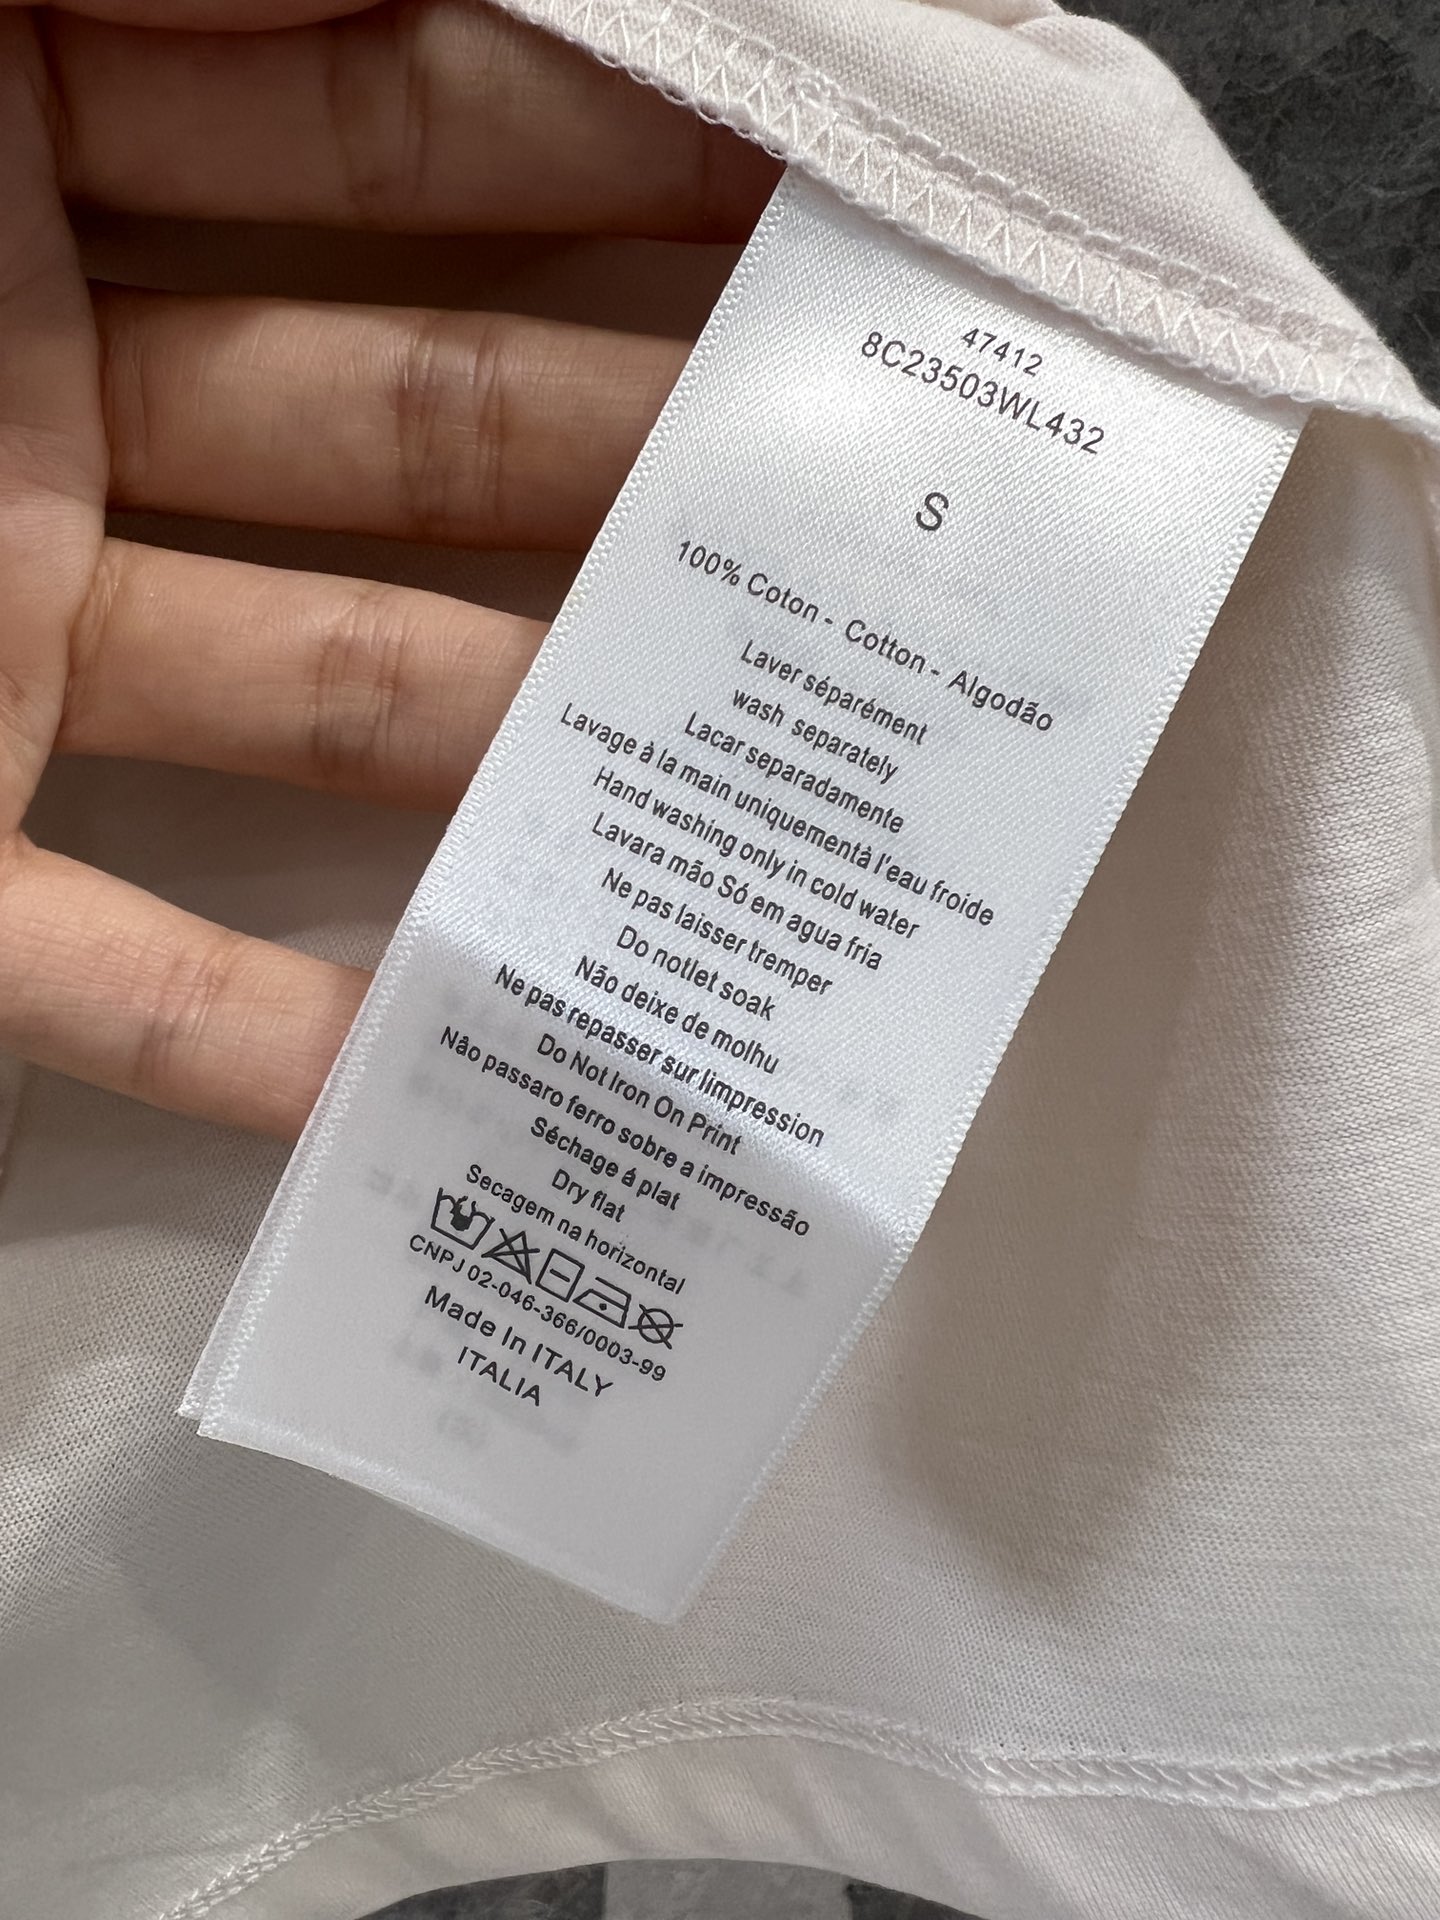 47412
8C23503WL432
S
100% Coton - Cotton - Algodão
Laver séparément
wash separately
Lacar separadamente
Lavage à la main uniquementà l'eau froide
Hand washing only in cold water
Lavara mão Só em agua fria
Ne pas laisser tremper
Do notlet soak
Não deixe de molhu
Ne pas repasser sur limpression
Do Not Iron On Print
Não passaro ferro sobre a impressão
Séchage á plat
Dry flat
Secagem na horizontal
CNPJ 02-046-366/0003-99
Made In ITALY
ITALIA